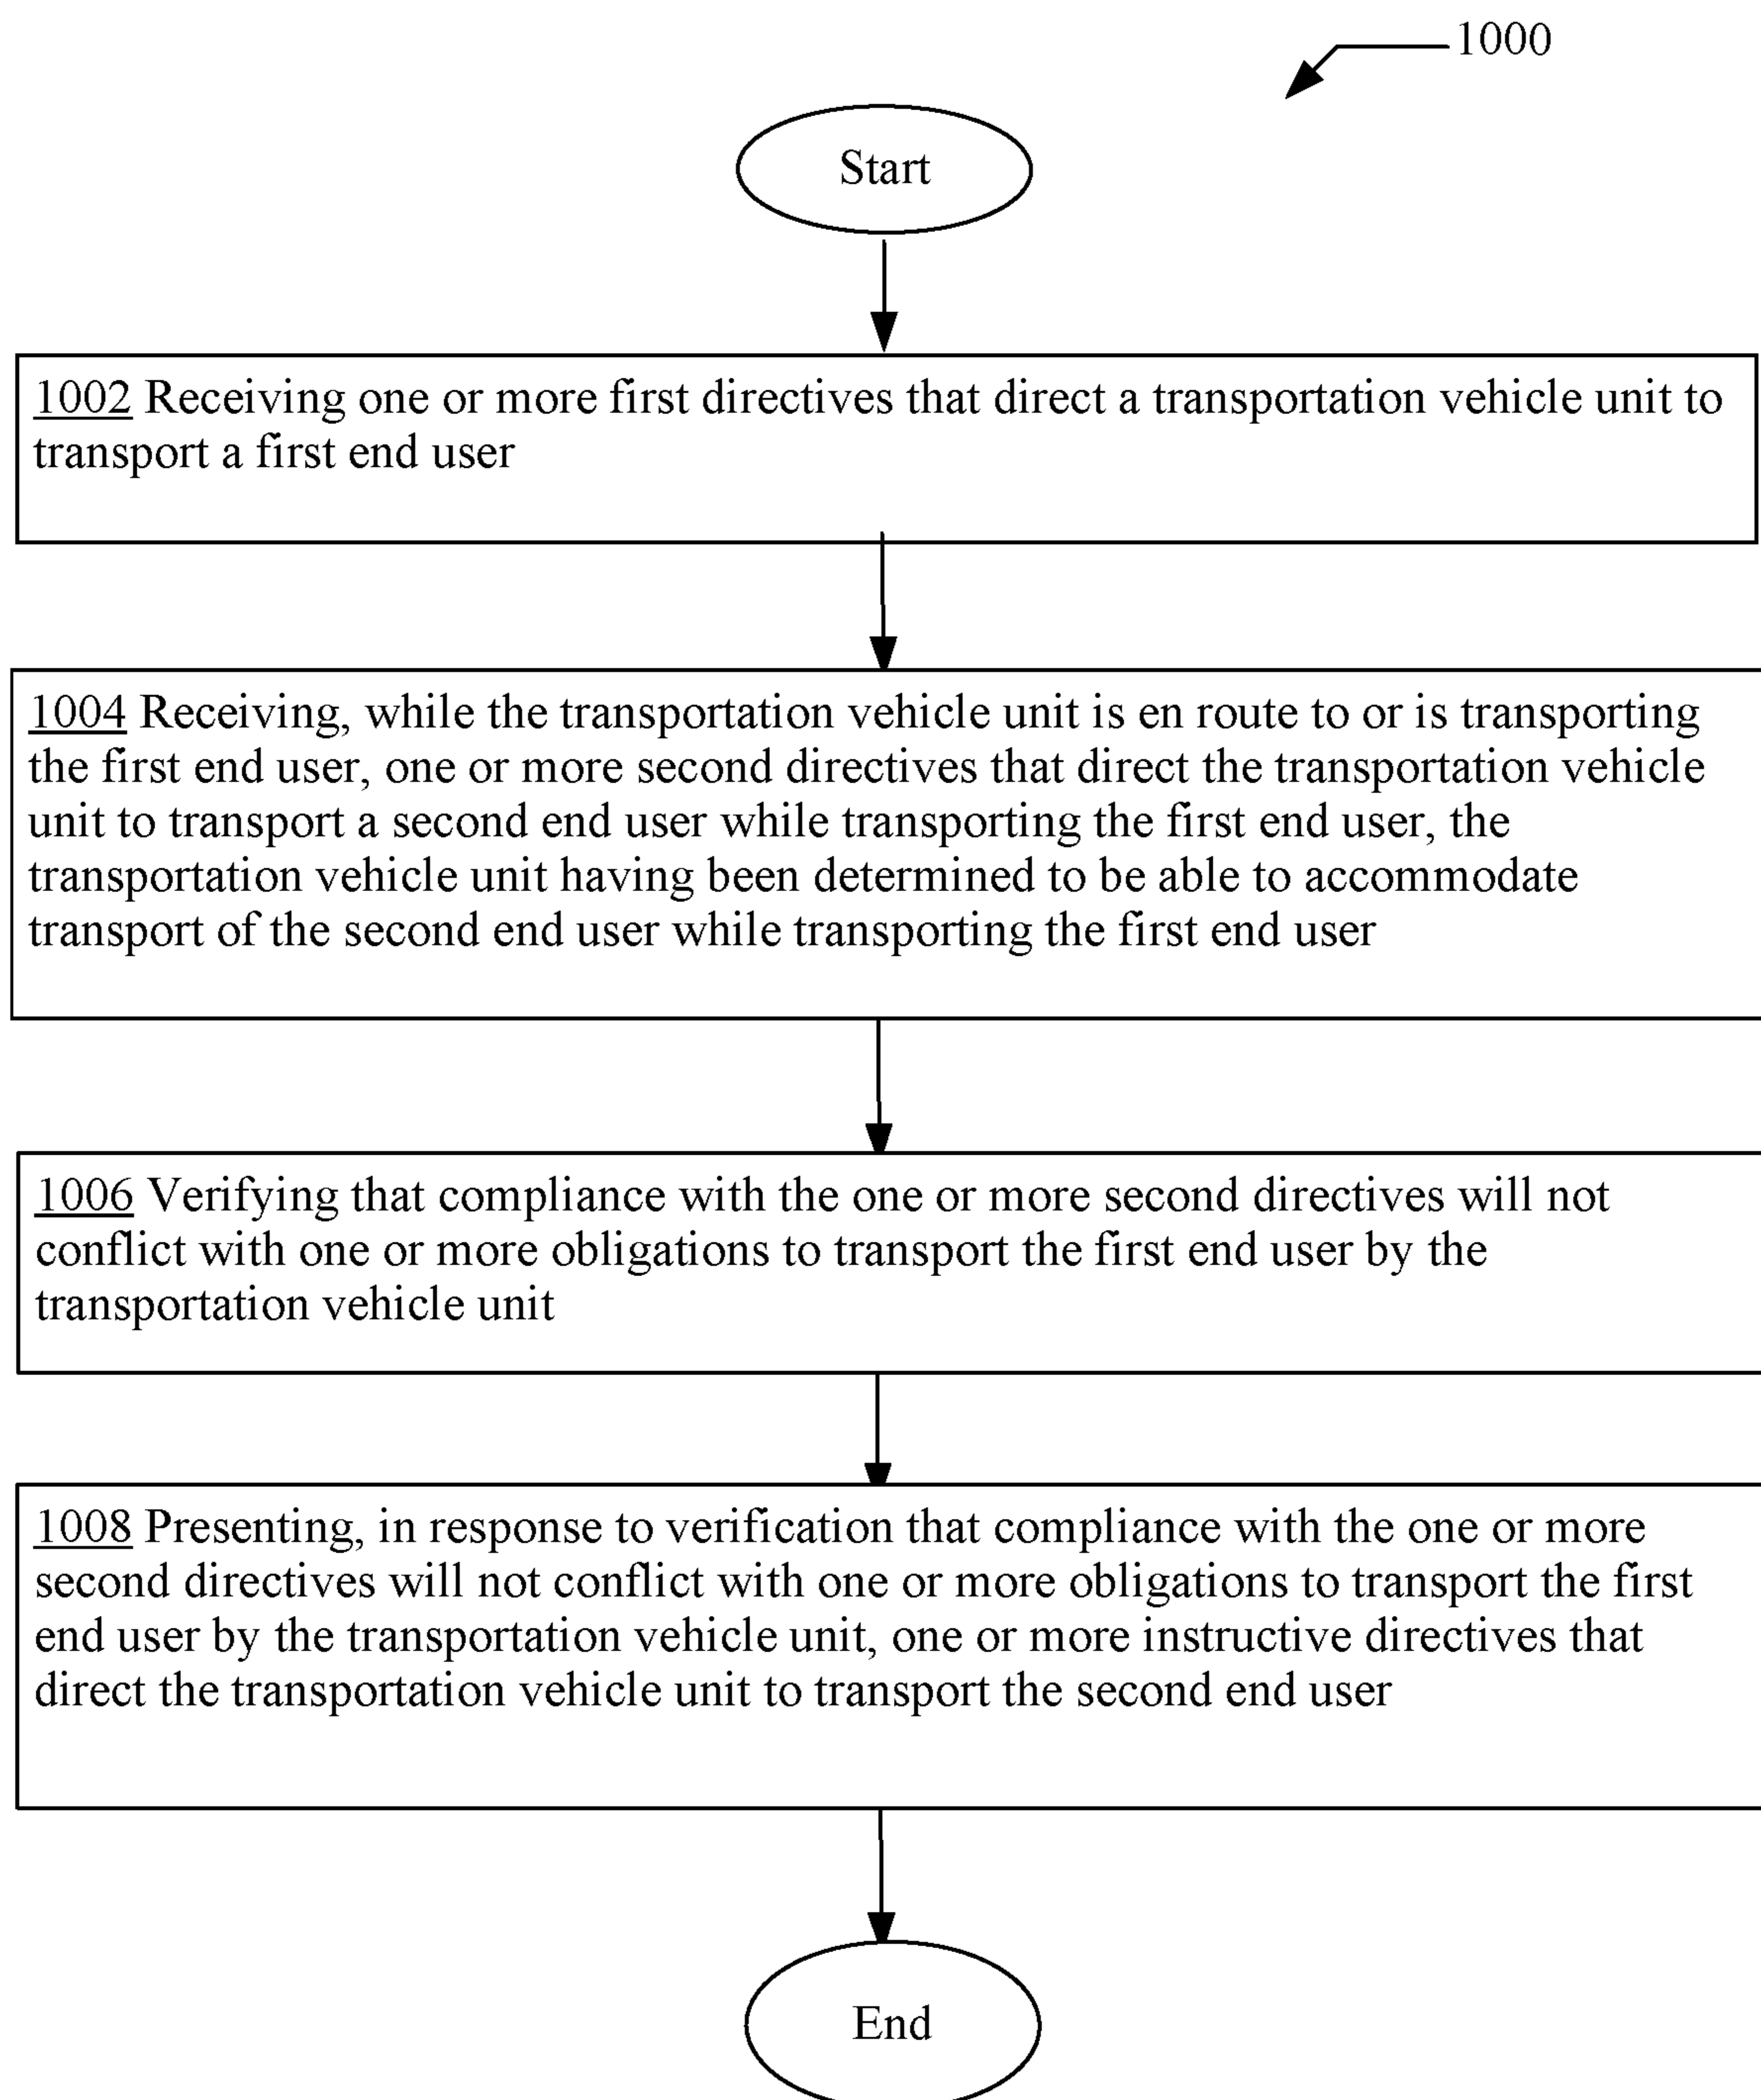 1000
Start
1002 Receiving one or more first directives that direct a transportation vehicle unit to
transport a first end user
1004 Receiving, while the transportation vehicle unit is en route to or is transporting
the first end user, one or more second directives that direct the transportation vehicle
unit to transport a second end user while transporting the first end user, the
transportation vehicle unit having been determined to be able to accommodate
transport of the second end user while transporting the first end user
1006 Verifying that compliance with the one or more second directives will not
conflict with one or more obligations to transport the first end user by the
transportation vehicle unit
1008 Presenting, in response to verification that compliance with the one or more
second directives will not conflict with one or more obligations to transport the first
end user by the transportation vehicle unit, one or more instructive directives that
direct the transportation vehicle unit to transport the second end user
End